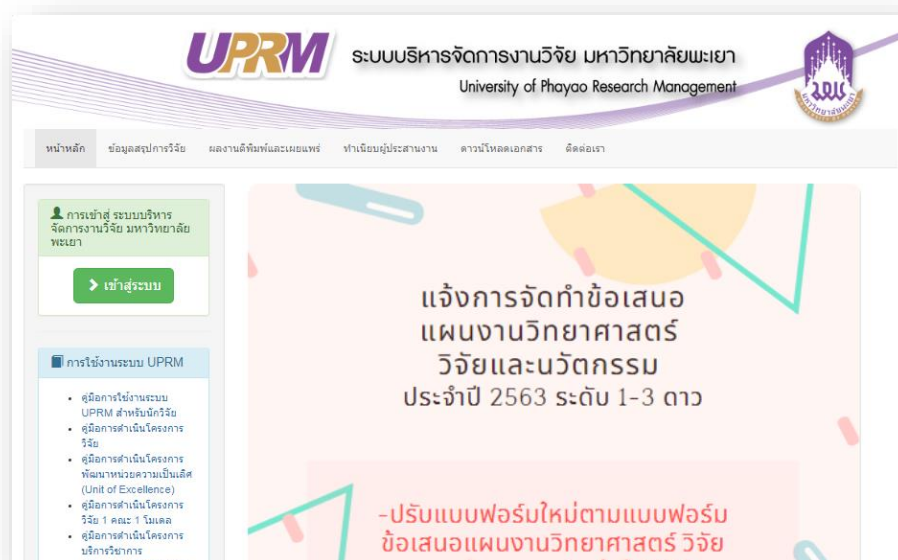 UPRM
ระบบบริหารจัดการงานวิจัย มหาวิทยาลัยพะเยา
University of Phayao Research Management
มหาวิทยาลัยพะเยา
หน้าหลัก ข้อมูลสรุปการวิจัย ผลงานตีพิมพ์และเผยแพร่ ทำเนียบผู้ประสานงาน ดาวน์โหลดเอกสาร ติดต่อเรา
การเข้าสู่ ระบบบริหาร
จัดการงานวิจัย มหาวิทยาลัย
พะเยา
เข้าสู่ระบบ
การใช้งานระบบ UPRM
คู่มือการใช้งานระบบ
UPRM สำหรับนักวิจัย
คู่มือการดำเนินโครงการ
วิจัย
คู่มือการดำเนินโครงการ
พัฒนาหน่วยความเป็นเลิศ
(Unit of Excellence)
คู่มือการดำเนินโครงการ
วิจัย 1 คณะ 1 โมเดล
คู่มือการดำเนินโครงการ
บริการวิชาการ
แจ้งการจัดทำข้อเสนอ
แผนงานวิทยาศาสตร์
วิจัยและนวัตกรรม
ประจำปี 2563 ระดับ 1-3 ดาว
-ปรับแบบฟอร์มใหม่ตามแบบฟอร์ม
ข้อเสนอแผนงานวิทยาศาสตร์ วิจัย